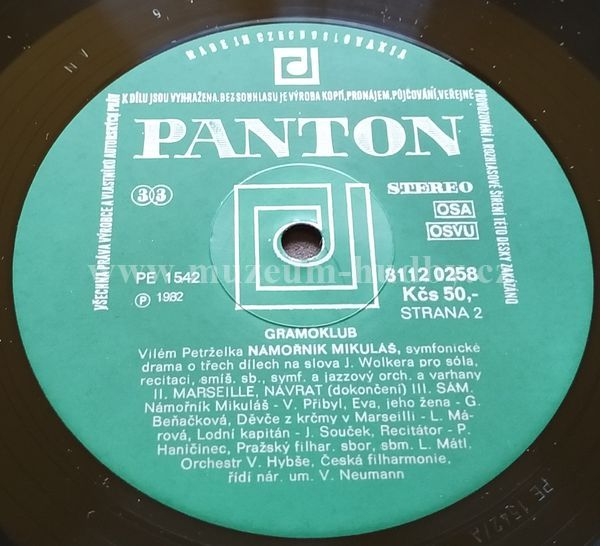 MADE IN CZECHOSLOVAKIA
VŠECHNA PRÁVA VÝROBCE A VLASTNÍKŮ AUTORSKÝCH PRÁV K DÍLU JSOU VYHRAŽENA. BEZ SOUHLASU JE VÝROBA KOPIÍ, PRONÁJEM, PŮJČOVÁNÍ, VEŘEJNÉ PROVOZOVÁNÍ A ROZHLASOVÉ ŠÍŘENÍ TÉTO DESKY ZAKÁZÁNO
PANTON
33
STEREO
OSA
OSVU
www.muzeum-hudby.cz
PE 1542
8112 0258
Ⓟ 1982
Kčs 50,-
STRANA 2
GRAMOKLUB
Vilém Petrželka NÁMOŘNÍK MIKULÁŠ, symfonické
drama o třech dílech na slova J. Wolkera pro sóla,
recitaci, smíš. sb., symf. a jazzový orch. a varhany
II. MARSEILLE, NÁVRAT (dokončení) III. SÁM.
Námořník Mikuláš - V. Přibyl, Eva, jeho žena - G.
Beňačková, Děvče z krčmy v Marseilli - L. Má-
rová, Lodní kapitán - J. Souček, Recitátor - P.
Haničinec, Pražský filhar. sbor, sbm. L. Mátl,
Orchestr V. Hybše, Česká filharmonie,
řídí nár. um. V. Neumann
PE 1542/A